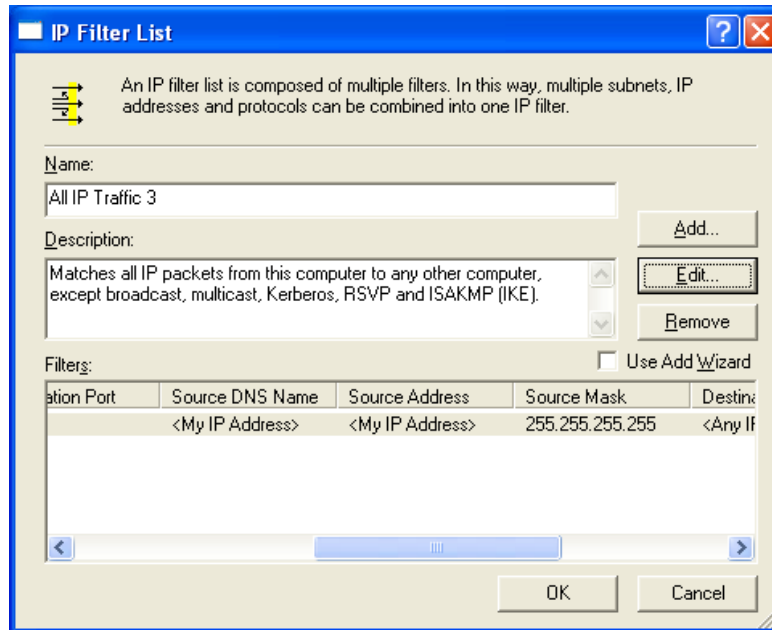 IP Filter List
An IP filter list is composed of multiple filters. In this way, multiple subnets, IP
addresses and protocols can be combined into one IP filter.
Name:
All IP Traffic 3
Add...
Description:
Matches all IP packets from this computer to any other computer,
except broadcast, multicast, Kerberos, RSVP and ISAKMP (IKE).
Edit...
Remove
Filters:
Use Add Wizard
ation Port Source DNS Name Source Address Source Mask Destina
<My IP Address> <My IP Address> 255.255.255.255 <Any IF
OK Cancel